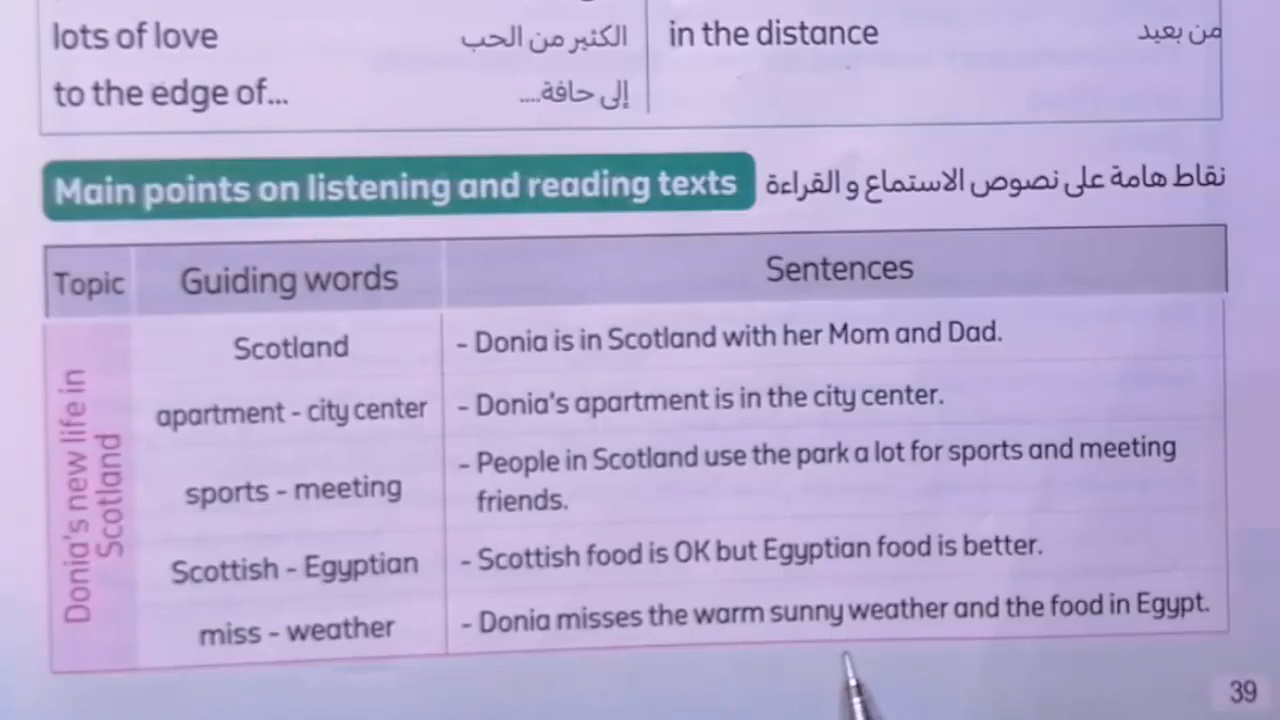 lots of love الكثير من الحب
in the distance من بعيد
to the edge of... إلى حافة....
Main points on listening and reading texts نقاط هامة على نصوص الاستماع و القراءة
Topic Guiding words Sentences
Donia's new life in
Scotland
Scotland - Donia is in Scotland with her Mom and Dad.
apartment - city center - Donia's apartment is in the city center.
sports - meeting - People in Scotland use the park a lot for sports and meeting
friends.
Scottish - Egyptian - Scottish food is OK but Egyptian food is better.
miss - weather - Donia misses the warm sunny weather and the food in Egypt.
39